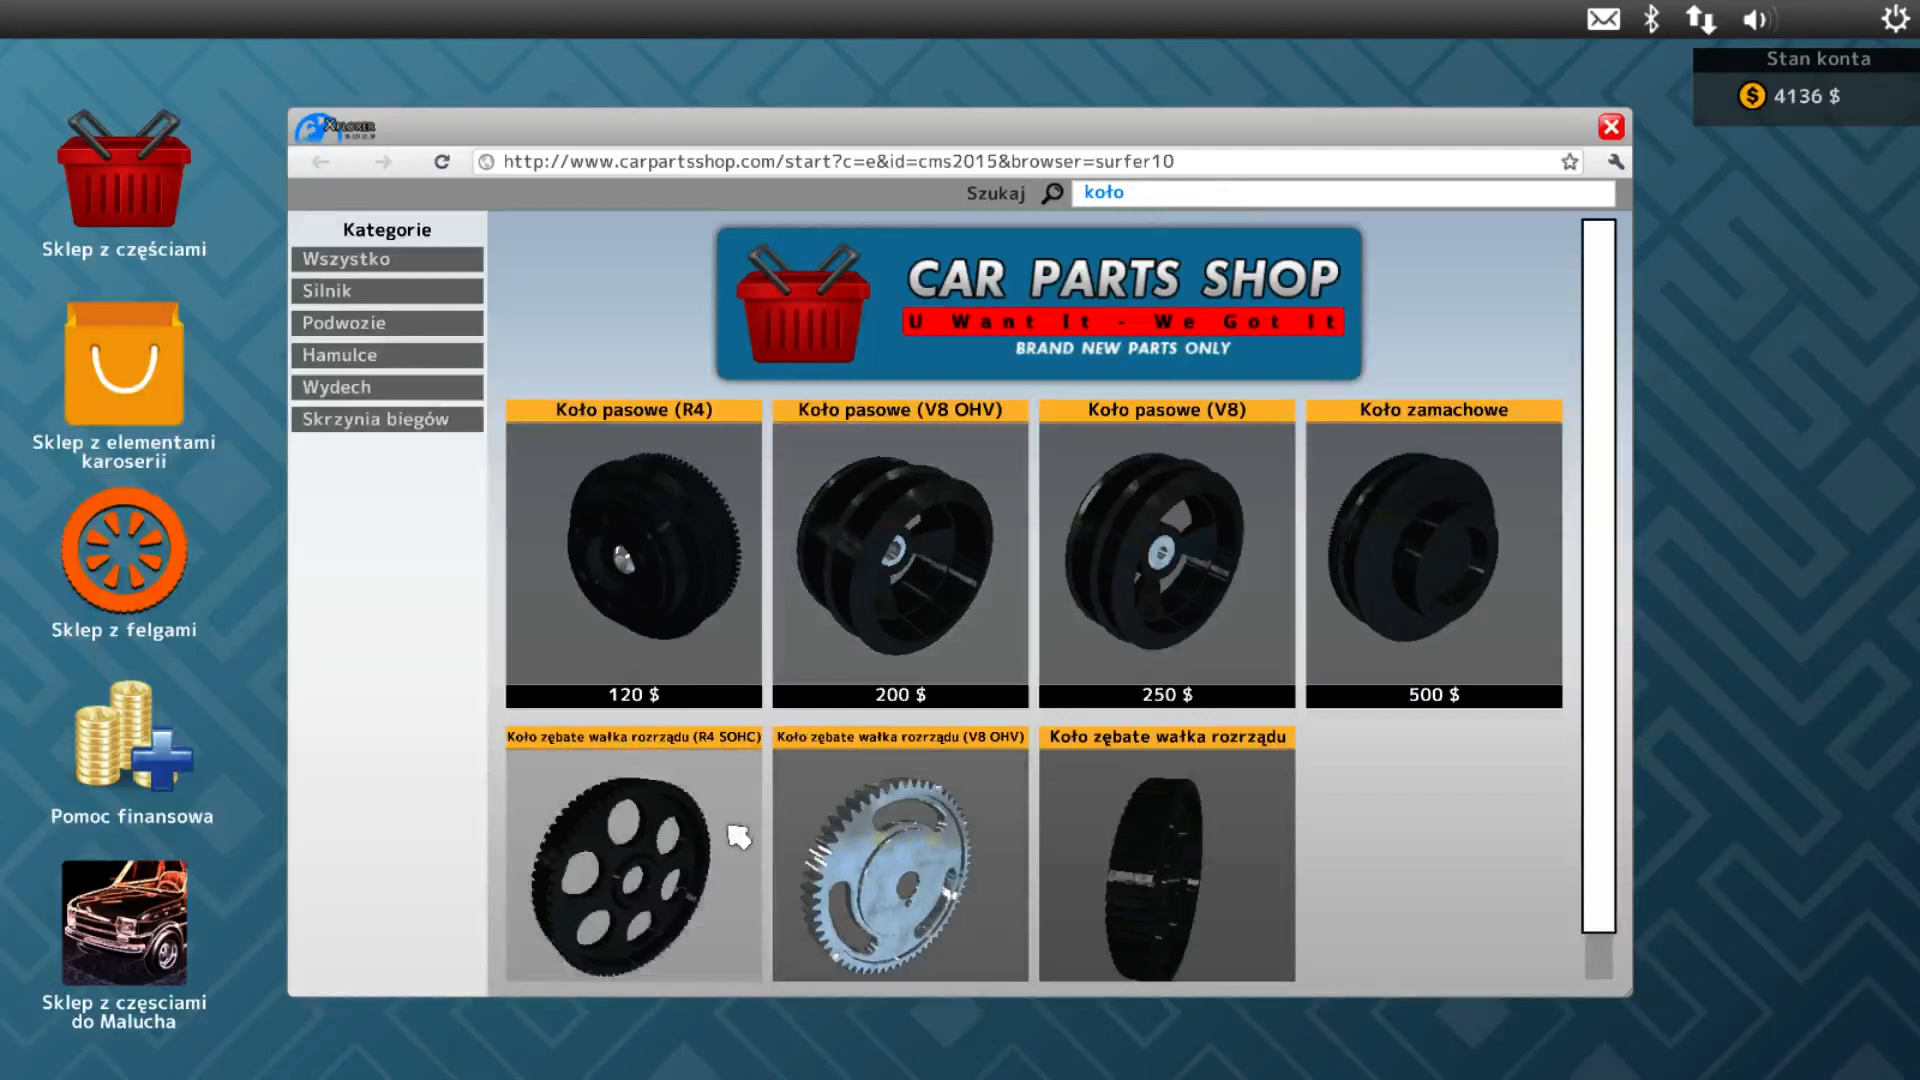 Stan konta
4136 $
Sklep z częściami
Sklep z elementami
karoserii
Sklep z felgami
Pomoc finansowa
Sklep z częsciami
do Malucha
XPLORER
http://www.carpartsshop.com/start?c=e&id=cms2015&browser=surfer10
Szukaj
koło
Kategorie
Wszystko
Silnik
Podwozie
Hamulce
Wydech
Skrzynia biegów
CAR PARTS SHOP
U Want It - We Got It
BRAND NEW PARTS ONLY
Koło pasowe (R4)
Koło pasowe (V8 OHV)
Koło pasowe (V8)
Koło zamachowe
120 $
200 $
250 $
500 $
Koło zębate wałka rozrządu (R4 SOHC)
Koło zębate wałka rozrządu (V8 OHV)
Koło zębate wałka rozrządu